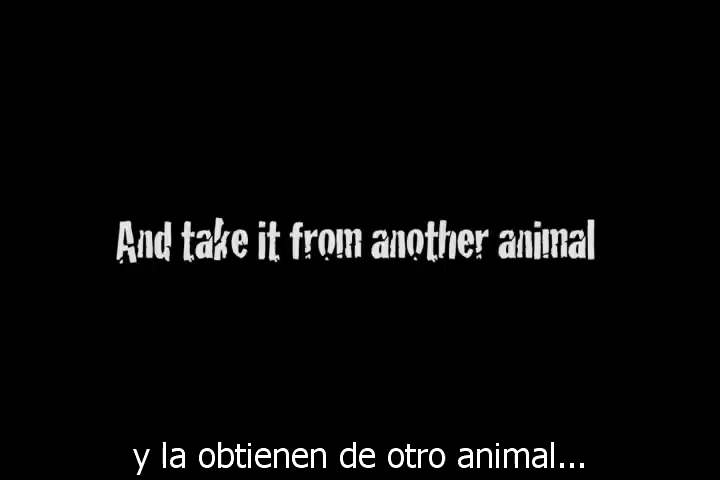 And take it from another animal
y la obtienen de otro animal...